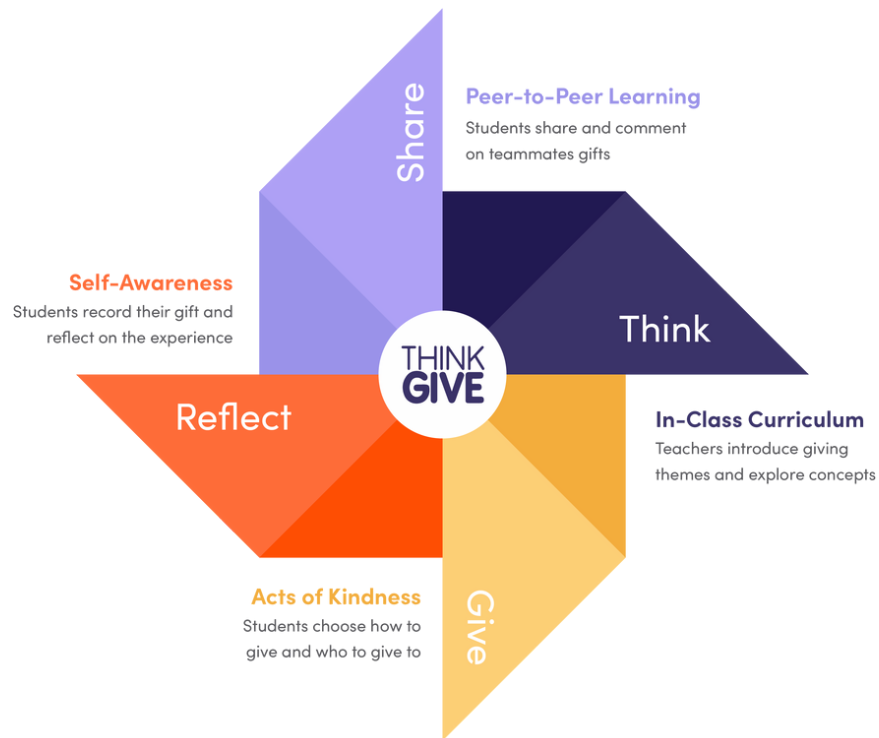 Share
Peer-to-Peer Learning
Students share and comment
on teammates gifts
Think
In-Class Curriculum
Teachers introduce giving
themes and explore concepts
Give
Acts of Kindness
Students choose how to
give and who to give to
Reflect
Self-Awareness
Students record their gift and
reflect on the experience
THINK
GIVE